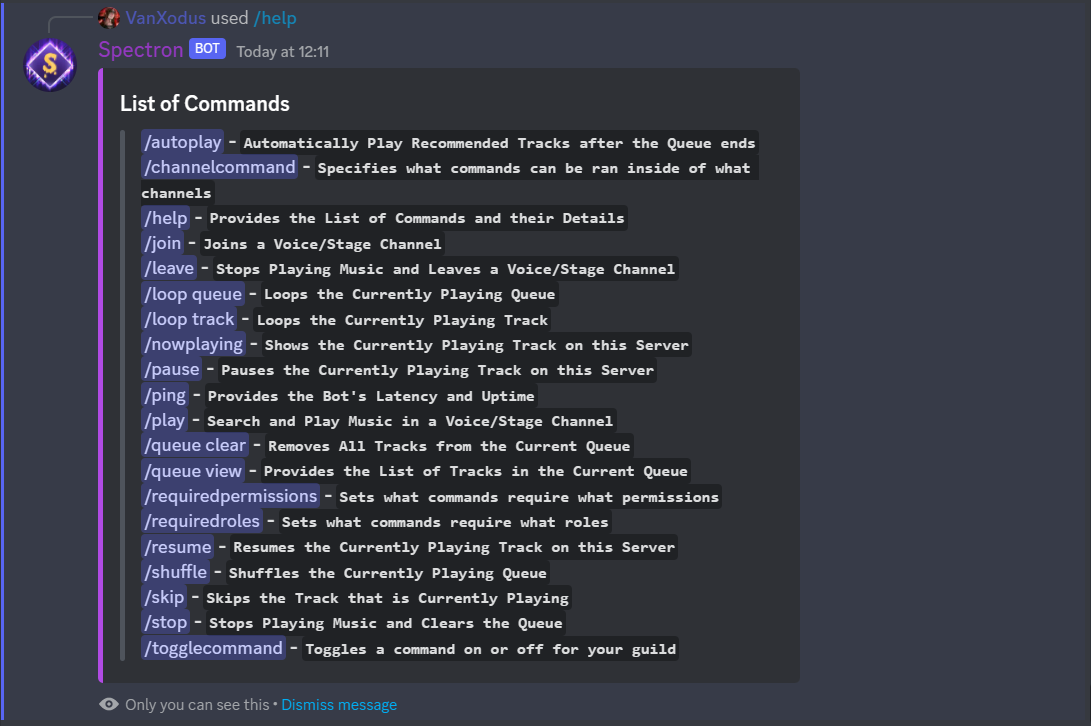 VanXodus used /help
Spectron BOT Today at 12:11
List of Commands
/autoplay - Automatically Play Recommended Tracks after the Queue ends
/channelcommand - Specifies what commands can be ran inside of what
channels
/help - Provides the List of Commands and their Details
/join - Joins a Voice/Stage Channel
/leave - Stops Playing Music and Leaves a Voice/Stage Channel
/loop queue - Loops the Currently Playing Queue
/loop track - Loops the Currently Playing Track
/nowplaying - Shows the Currently Playing Track on this Server
/pause - Pauses the Currently Playing Track on this Server
/ping - Provides the Bot's Latency and Uptime
/play - Search and Play Music in a Voice/Stage Channel
/queue clear - Removes All Tracks from the Current Queue
/queue view - Provides the List of Tracks in the Current Queue
/requiredpermissions - Sets what commands require what permissions
/requiredroles - Sets what commands require what roles
/resume - Resumes the Currently Playing Track on this Server
/shuffle - Shuffles the Currently Playing Queue
/skip - Skips the Track that is Currently Playing
/stop - Stops Playing Music and Clears the Queue
/togglecommand - Toggles a command on or off for your guild
Only you can see this • Dismiss message